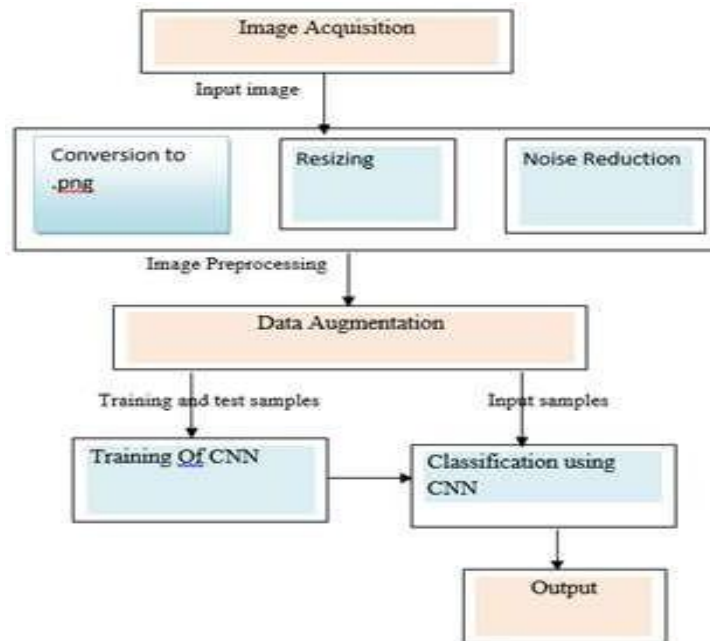 Image Acquisition
Input image
Conversion to
.png
Resizing
Noise Reduction
Image Preprocessing
Data Augmentation
Training and test samples
Input samples
Training Of CNN
Classification using
CNN
Output